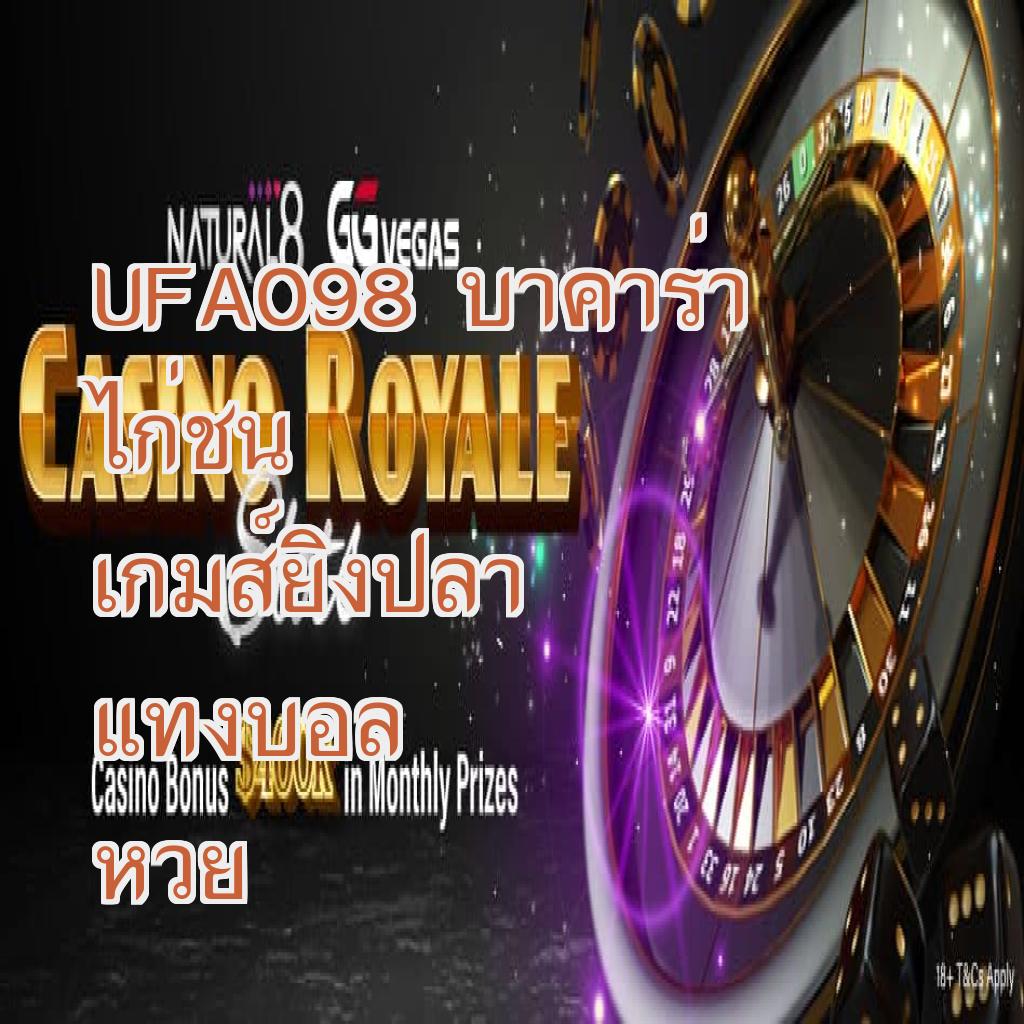 NATURAL8 GGVEGAS
UFA098 บาคาร่า
CASINO ROYALE
ไก่ชน
เกมส์ยิงปลา
แทงบอล
Casino Bonus $400K in Monthly Prizes
หวย
18+ T&Cs Apply